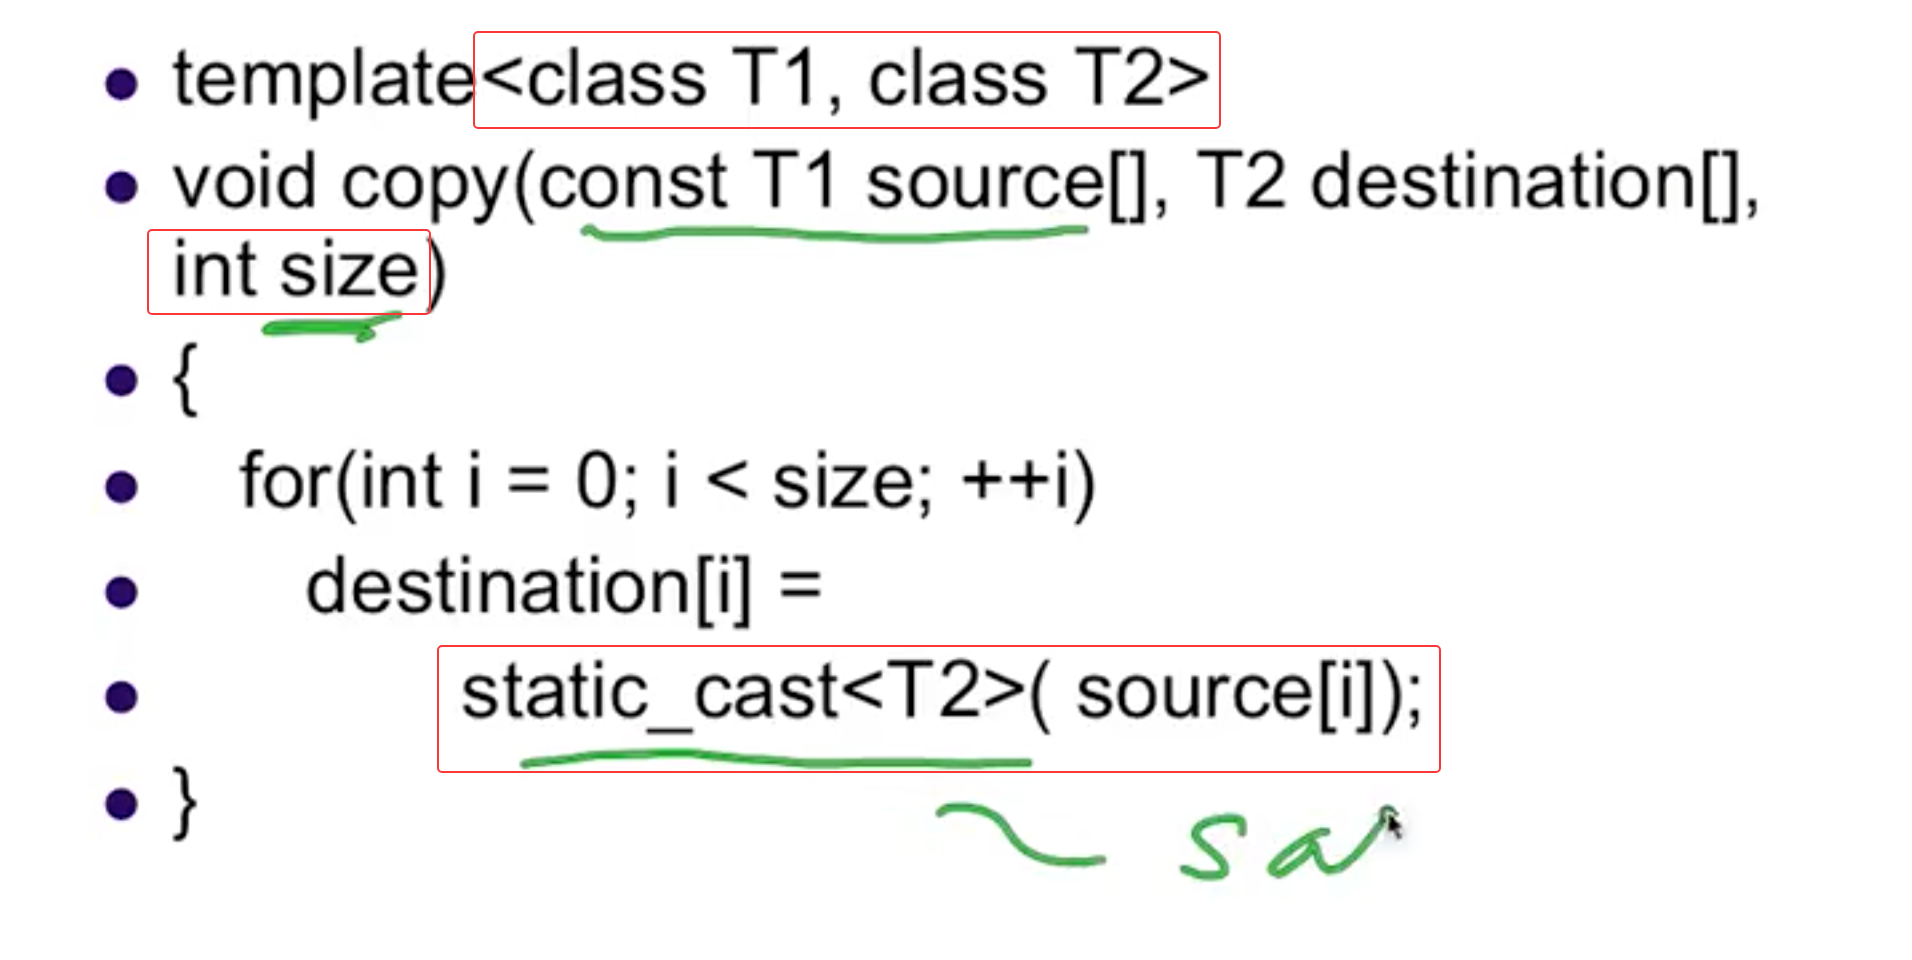 template<class T1, class T2>
void copy(const T1 source[], T2 destination[],
int size)
{
for(int i = 0; i < size; ++i)
destination[i] =
static_cast<T2>( source[i]);
}